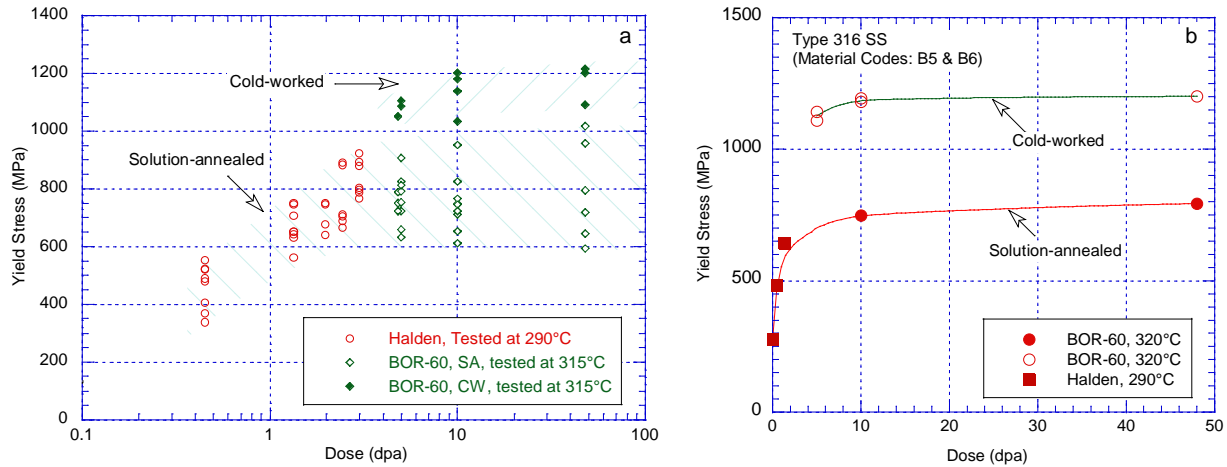 a
1400
1200
1000
800
600
400
200
0
Yield Stress (MPa)
Cold-worked
Solution-annealed
Halden, Tested at 290°C
BOR-60, SA, tested at 315°C
BOR-60, CW, tested at 315°C
0.1
1
10
100
Dose (dpa)
b
Type 316 SS
(Material Codes: B5 & B6)
1500
1000
500
0
Yield Stress (MPa)
Cold-worked
Solution-annealed
BOR-60, 320°C
BOR-60, 320°C
Halden, 290°C
0
10
20
30
40
50
Dose (dpa)